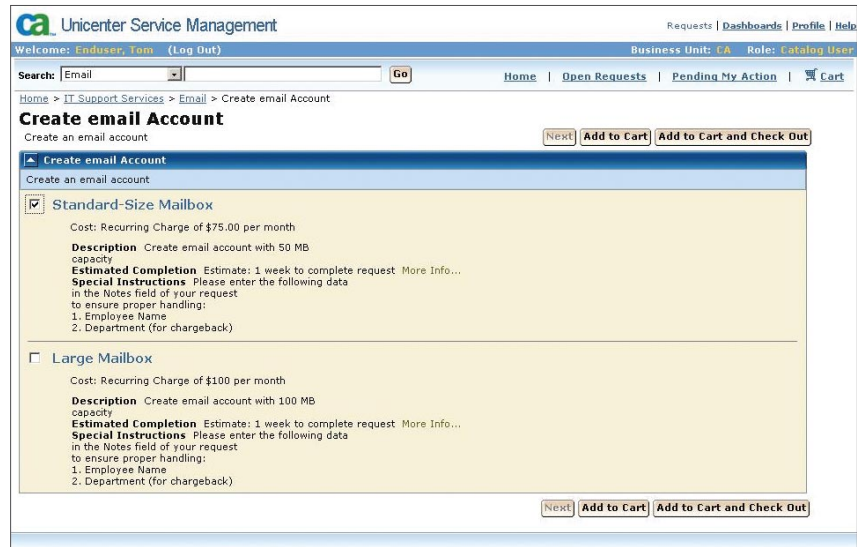 ca Unicenter Service Management
Requests | Dashboards | Profile | Help
Welcome: Enduser, Tom (Log Out)
Business Unit: CA Role: Catalog User
Search: Email Go
Home | Open Requests | Pending My Action | Cart
Home > IT Support Services > Email > Create email Account
Create email Account
Create an email account
Next Add to Cart Add to Cart and Check Out
Create email Account
Create an email account
Standard-Size Mailbox
Cost: Recurring Charge of $75.00 per month
Description Create email account with 50 MB
capacity
Estimated Completion Estimate: 1 week to complete request More Info...
Special Instructions Please enter the following data
in the Notes field of your request
to ensure proper handling:
1. Employee Name
2. Department (for chargeback)
Large Mailbox
Cost: Recurring Charge of $100 per month
Description Create email account with 100 MB
capacity
Estimated Completion Estimate: 1 week to complete request More Info...
Special Instructions Please enter the following data
in the Notes field of your request
to ensure proper handling:
1. Employee Name
2. Department (for chargeback)
Next Add to Cart Add to Cart and Check Out